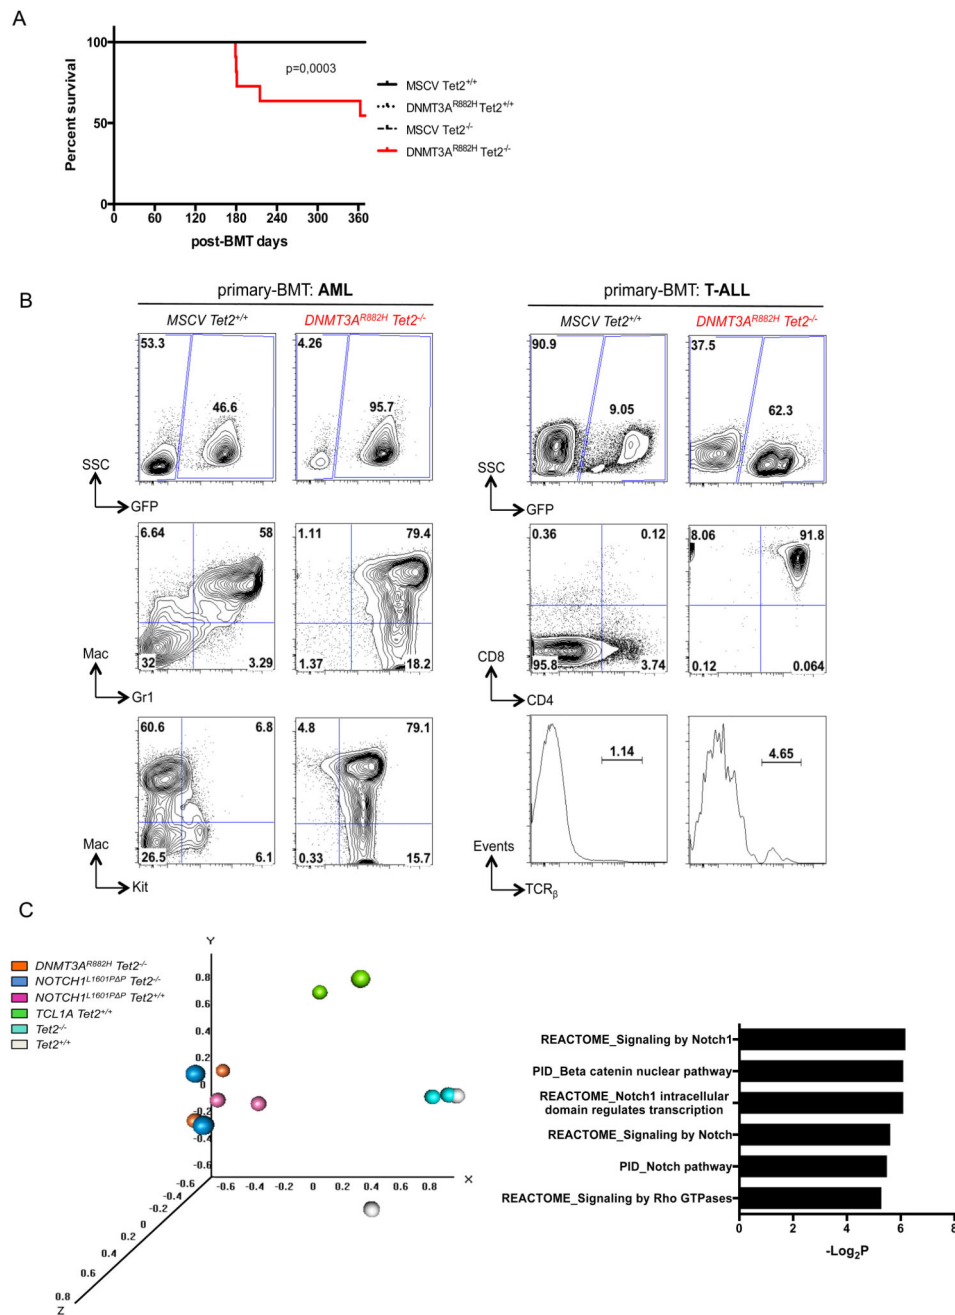 A
100
50
0
Percent survival
p=0,0003
0 60 120 180 240 300 360
post-BMT days
MSCV Tet2+/+
DNMT3AR882H Tet2+/+
MSCV Tet2-/-
DNMT3AR882H Tet2-/-
B
primary-BMT: AML
MSCV Tet2+/+ DNMT3AR882H Tet2-/-
53.3 46.6
4.26 95.7
SSC
GFP
6.64 58
32 3.29
1.11 79.4
1.37 18.2
Mac
Gr1
60.6 6.8
26.5 6.1
4.8 79.1
0.33 15.7
Mac
Kit
primary-BMT: T-ALL
MSCV Tet2+/+ DNMT3AR882H Tet2-/-
90.9 9.05
37.5 62.3
SSC
GFP
0.36 0.12
95.8 3.74
8.06 91.8
0.12 0.064
CD8
CD4
1.14
4.65
Events
TCRβ
C
DNMT3AR882H Tet2-/-
NOTCH1L1601PΔP Tet2-/-
NOTCH1L1601PΔP Tet2+/+
TCL1A Tet2+/+
Tet2-/-
Tet2+/+
Y
0.8
0.6
0.4
0.2
0
-0.2
-0.4
-0.6
-0.6 -0.4 -0.2 0 0.2 0.4 0.6 0.8
X
-0.6
-0.4
-0.2
0
0.2
0.4
0.6
0.8
Z
REACTOME_Signaling by Notch1
PID_Beta catenin nuclear pathway
REACTOME_Notch1 intracellular
domain regulates transcription
REACTOME_Signaling by Notch
PID_Notch pathway
REACTOME_Signaling by Rho GTPases
0 2 4 6 8
-Log2P